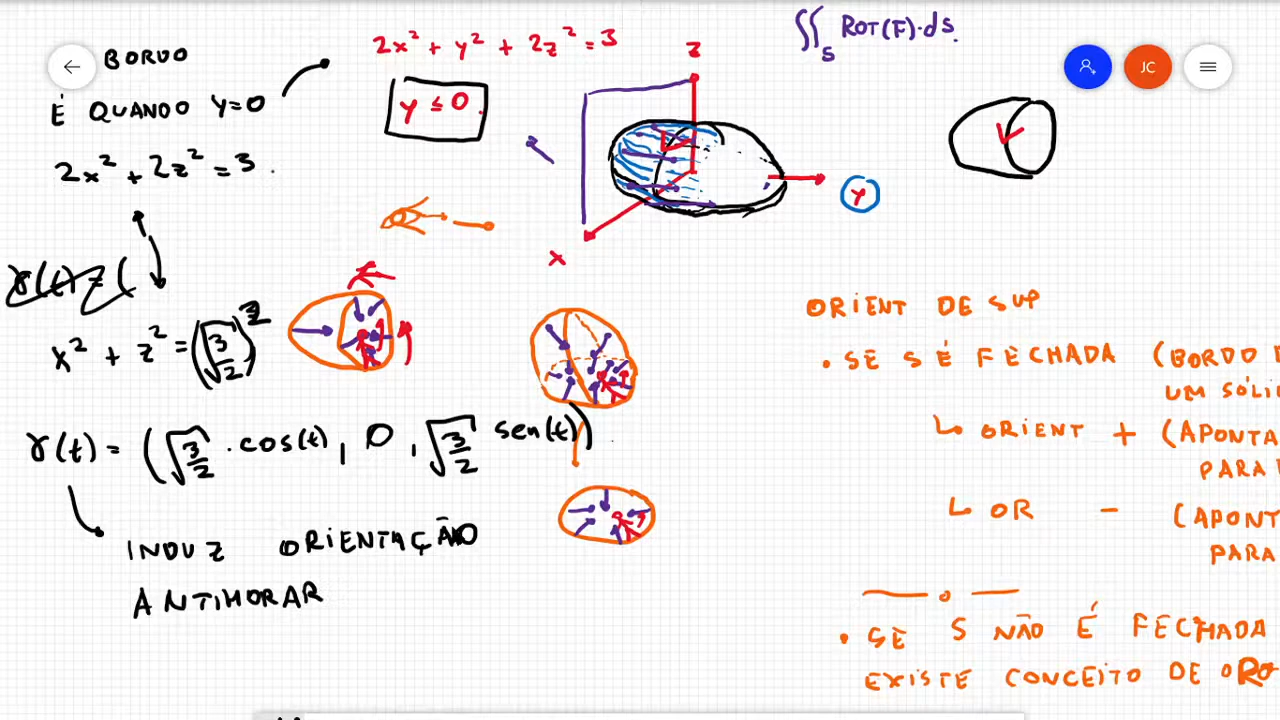 BORDO
É QUANDO Y=0
2x² + 2z² = 3
x² + z² = (√3/2)²
γ(t) = (√3/2 · cos(t), 0, √3/2 sen(t))
INDUZ ORIENTAÇÃO
ANTIHORAR
2x² + y² + 2z² = 3
y ≤ 0
∬s ROT(F)·ds.
z
Y
x
JC
ORIENT DE SUP
• SE S É FECHADA (BORDO
UM SÓLI
↳ ORIENT + (APONTA
PARA
↳ OR - (APONT
PARA
• SE S NÃO É FECHADA
EXISTE CONCEITO DE